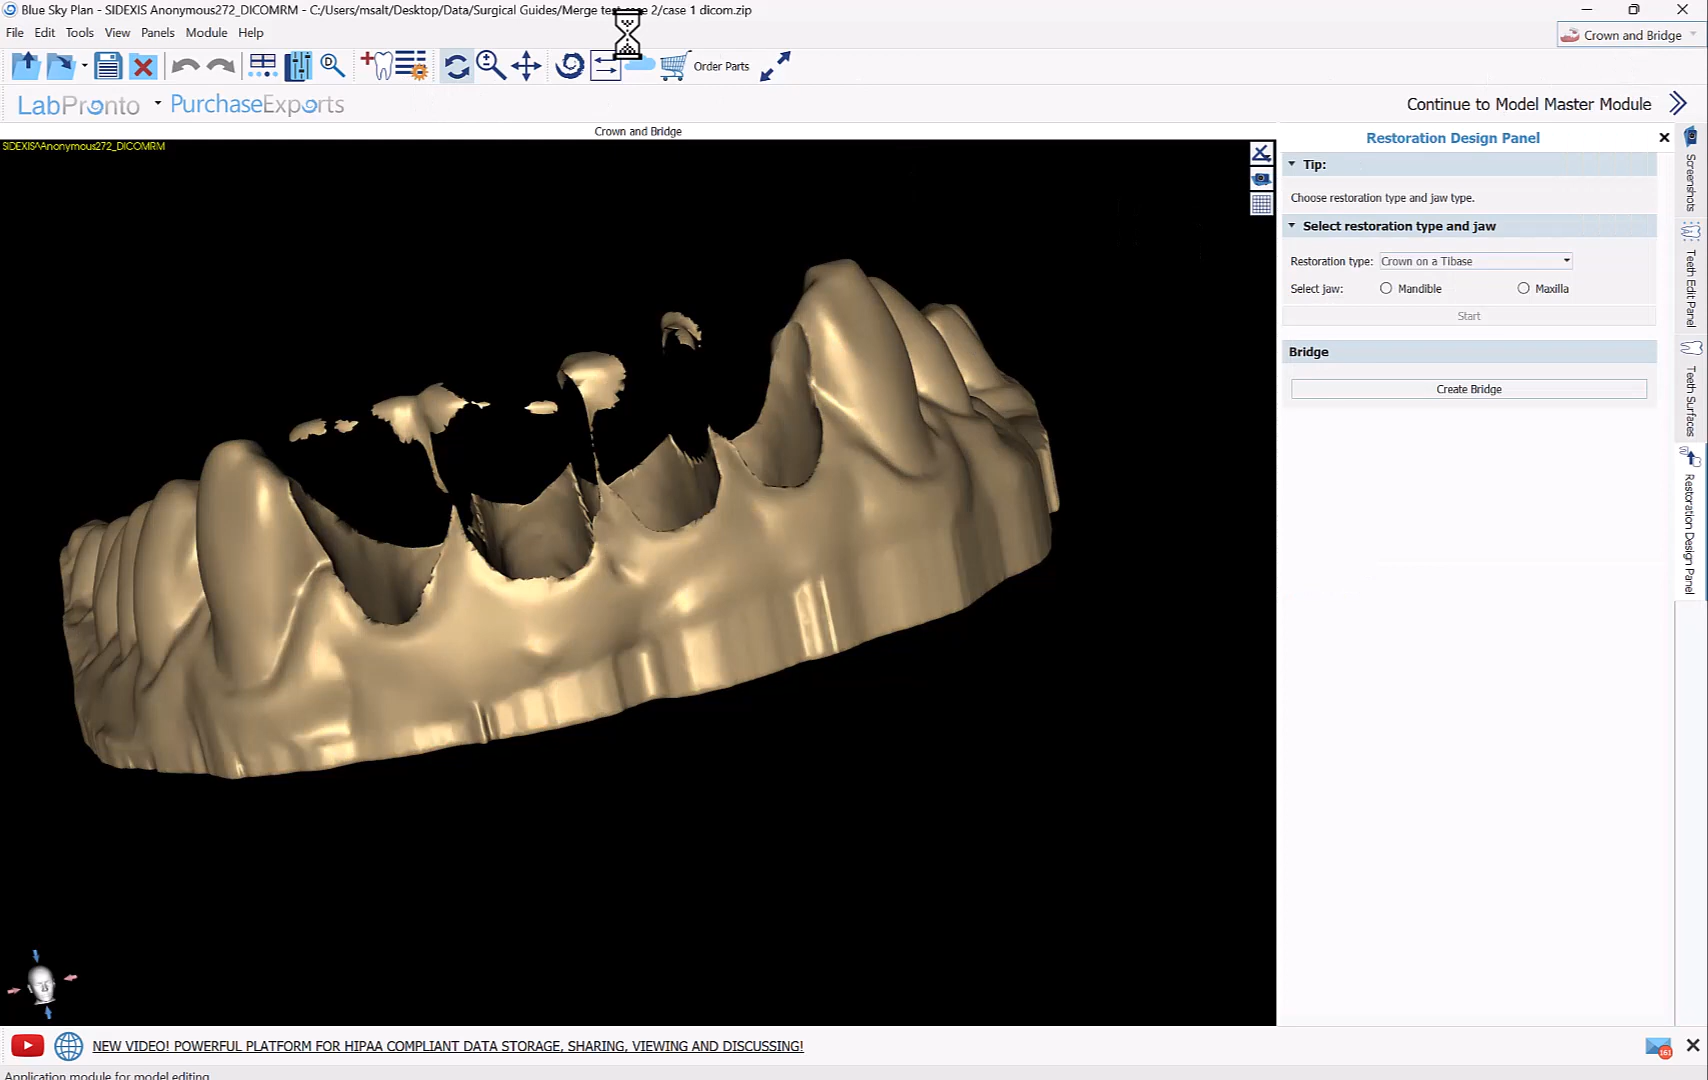 Blue Sky Plan - SIDEXIS Anonymous272_DICOMRM - C:/Users/msalt/Desktop/Data/Surgical Guides/Merge 2/case 1 dicom.zip
File Edit Tools View Panels Module Help
Crown and Bridge
Order Parts
LabPronto PurchaseExports
Continue to Model Master Module
Crown and Bridge
SIDEXIS^Anonymous272_DICOMRM
Restoration Design Panel
Tip:
Choose restoration type and jaw type.
Select restoration type and jaw
Restoration type: Crown on a Tibase
Select jaw: Mandible Maxilla
Start
Bridge
Create Bridge
Screenshots
Teeth Edit Panel
Teeth Surfaces
Restoration Design Panel
NEW VIDEO! POWERFUL PLATFORM FOR HIPAA COMPLIANT DATA STORAGE, SHARING, VIEWING AND DISCUSSING!
161
Application module for model editing